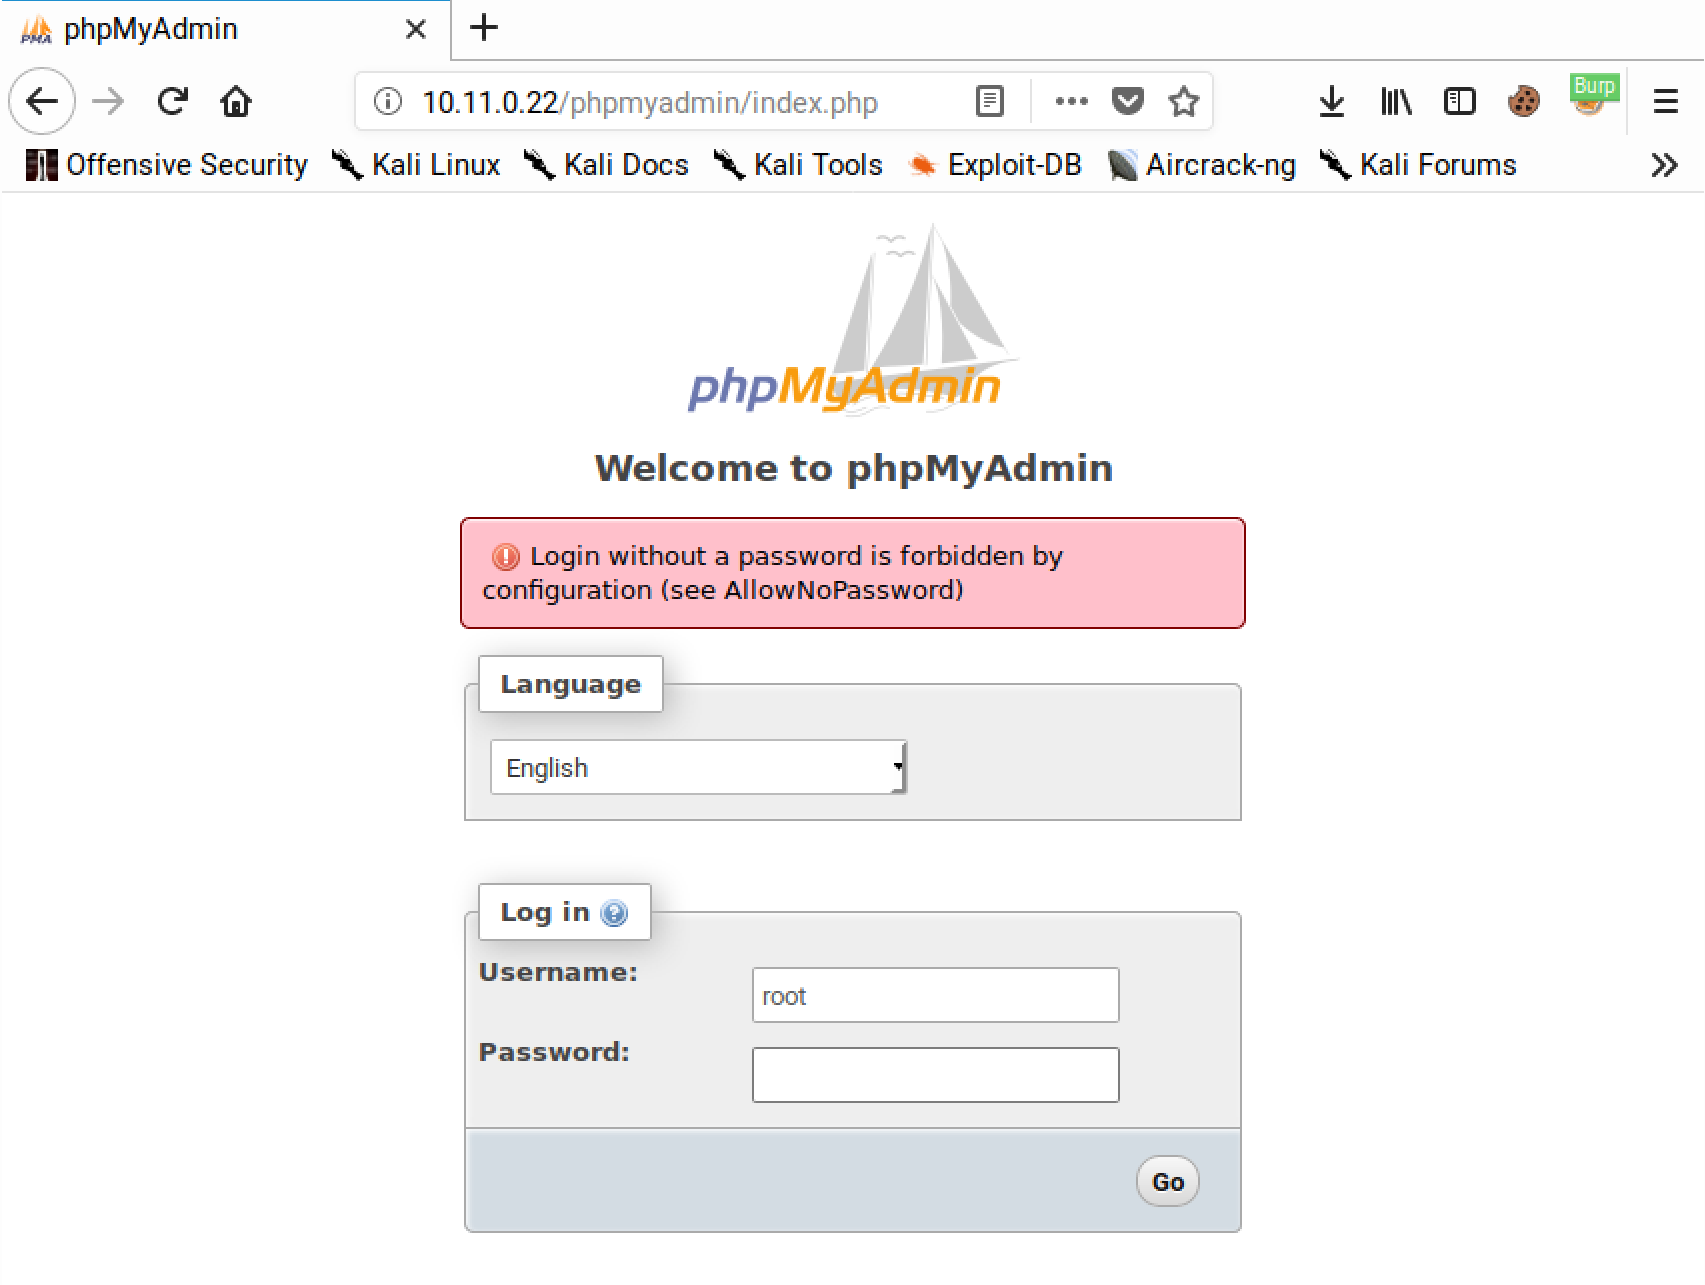 phpMyAdmin
10.11.0.22/phpmyadmin/index.php
Burp
Offensive Security Kali Linux Kali Docs Kali Tools Exploit-DB Aircrack-ng Kali Forums
phpMyAdmin
Welcome to phpMyAdmin
Login without a password is forbidden by
configuration (see AllowNoPassword)
Language
English
Log in
Username:
root
Password:
Go